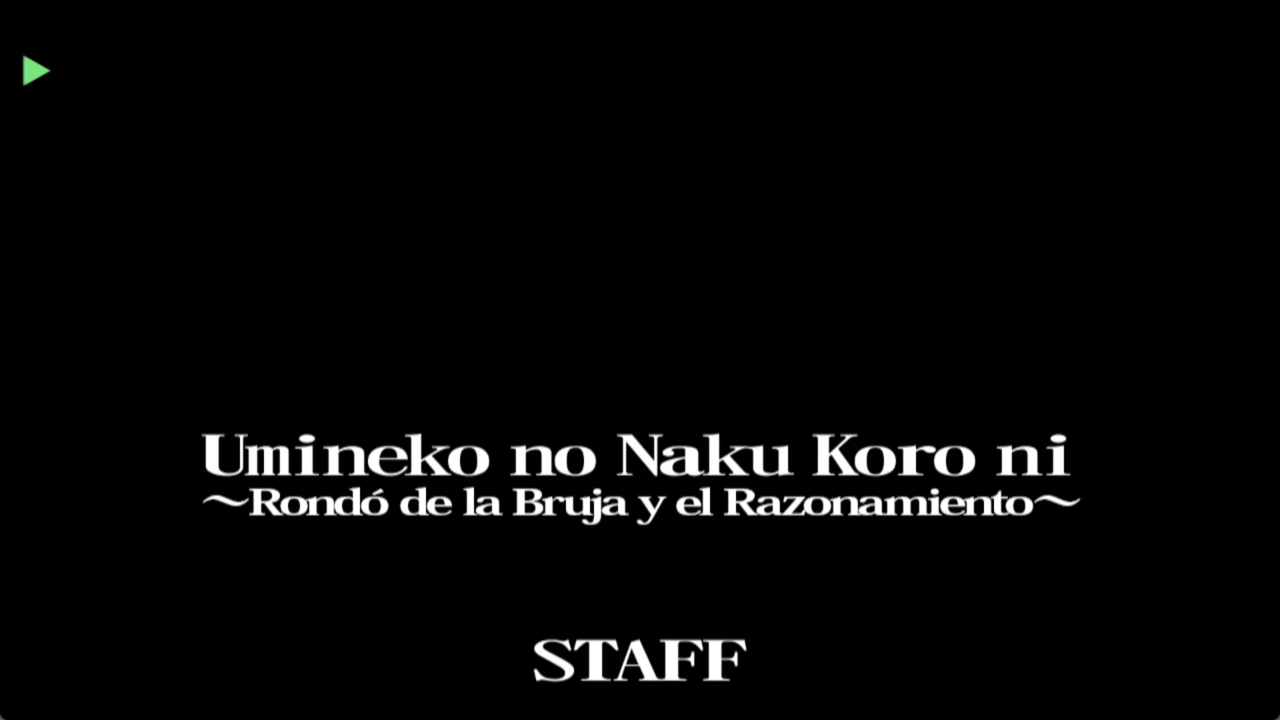 Umineko no Naku Koro ni
～Rondó de la Bruja y el Razonamiento～
STAFF